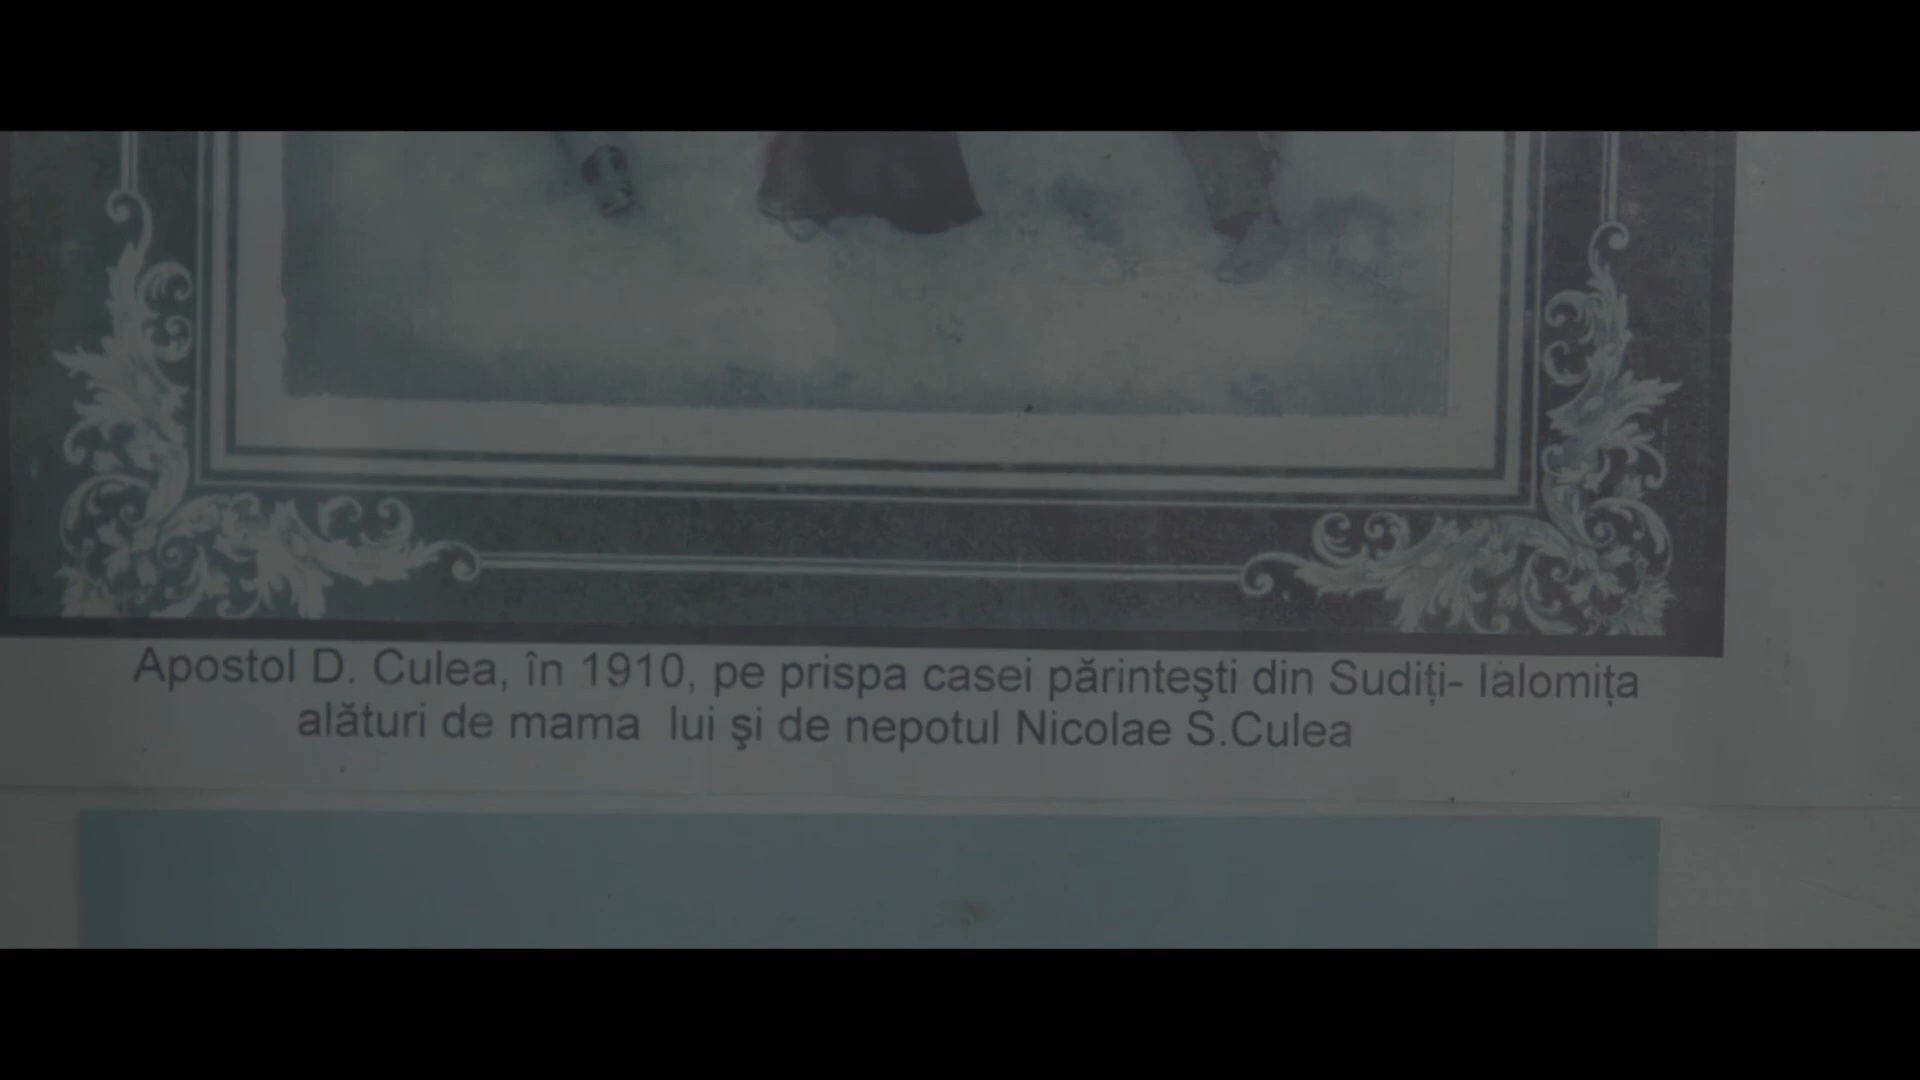 Apostol D. Culea, în 1910, pe prispa casei părinteşti din Sudiţi- Ialomiţa
alături de mama lui şi de nepotul Nicolae S.Culea